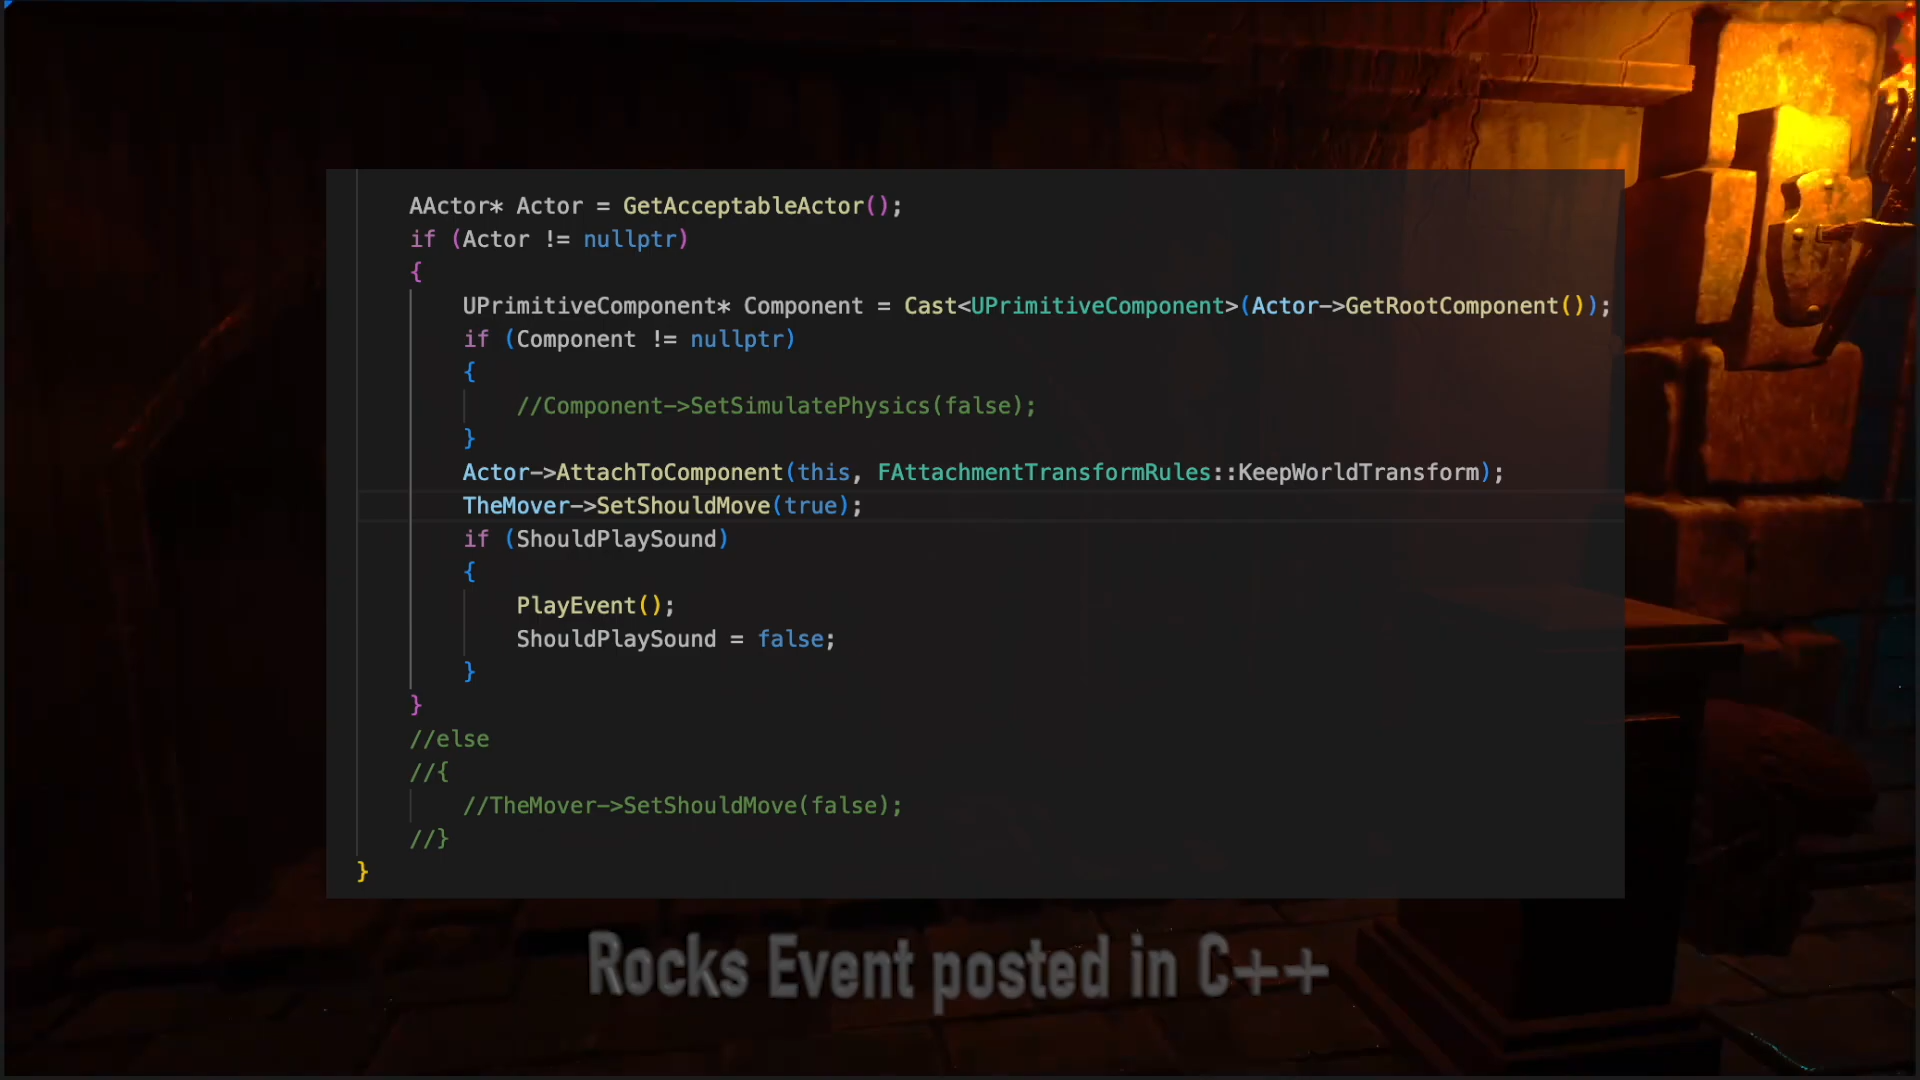 AActor* Actor = GetAcceptableActor();
if (Actor != nullptr)
{
UPrimitiveComponent* Component = Cast<UPrimitiveComponent>(Actor->GetRootComponent());
if (Component != nullptr)
{
//Component->SetSimulatePhysics(false);
}
Actor->AttachToComponent(this, FAttachmentTransformRules::KeepWorldTransform);
TheMover->SetShouldMove(true);
if (ShouldPlaySound)
{
PlayEvent();
ShouldPlaySound = false;
}
}
//else
//{
//TheMover->SetShouldMove(false);
//}
}
Rocks Event posted in C++